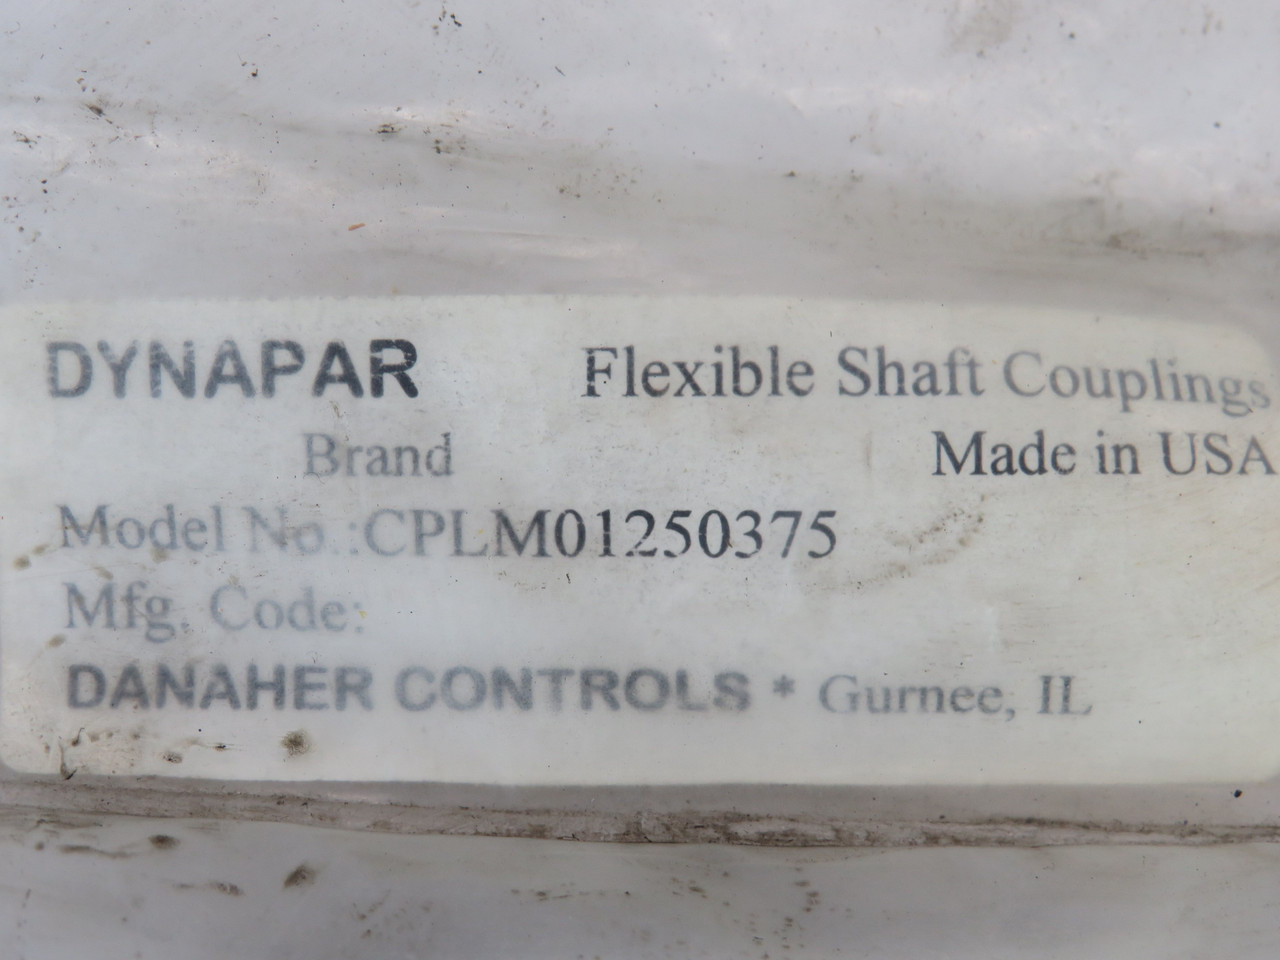 DYNAPAR Flexible Shaft Couplings
Brand Made in USA
Model No.:CPLM01250375
Mfg. Code:
DANAHER CONTROLS * Gurnee, IL